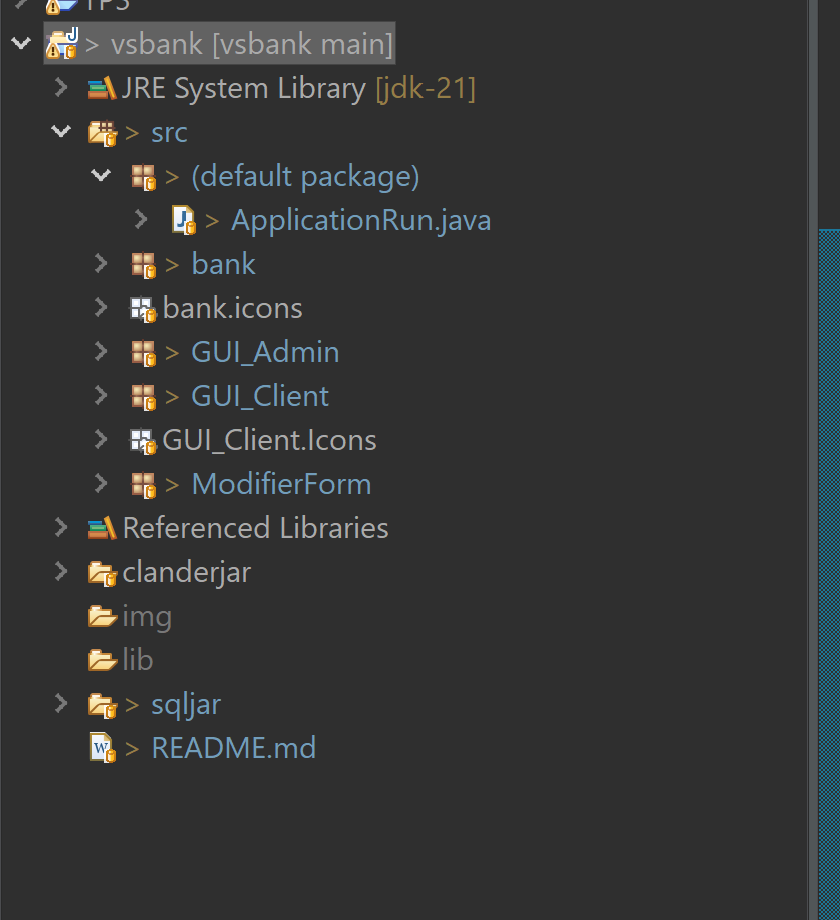 TPS
> vsbank [vsbank main]
JRE System Library [jdk-21]
> src
> (default package)
> ApplicationRun.java
> bank
bank.icons
> GUI_Admin
> GUI_Client
GUI_Client.Icons
> ModifierForm
Referenced Libraries
clanderjar
img
lib
> sqljar
> README.md